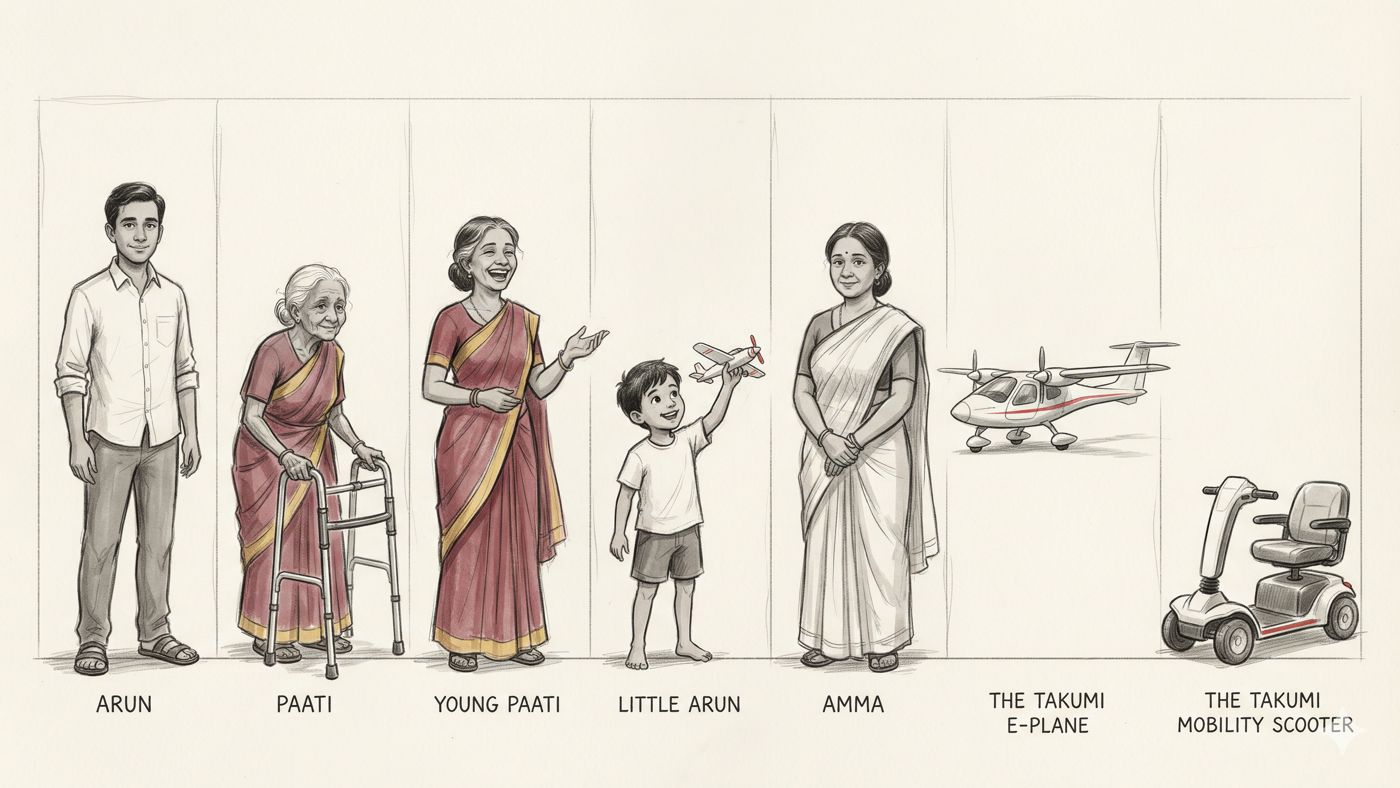 ARUN
PAATI
YOUNG PAATI
LITTLE ARUN
AMMA
THE TAKUMI
E-PLANE
THE TAKUMI
MOBILITY SCOOTER